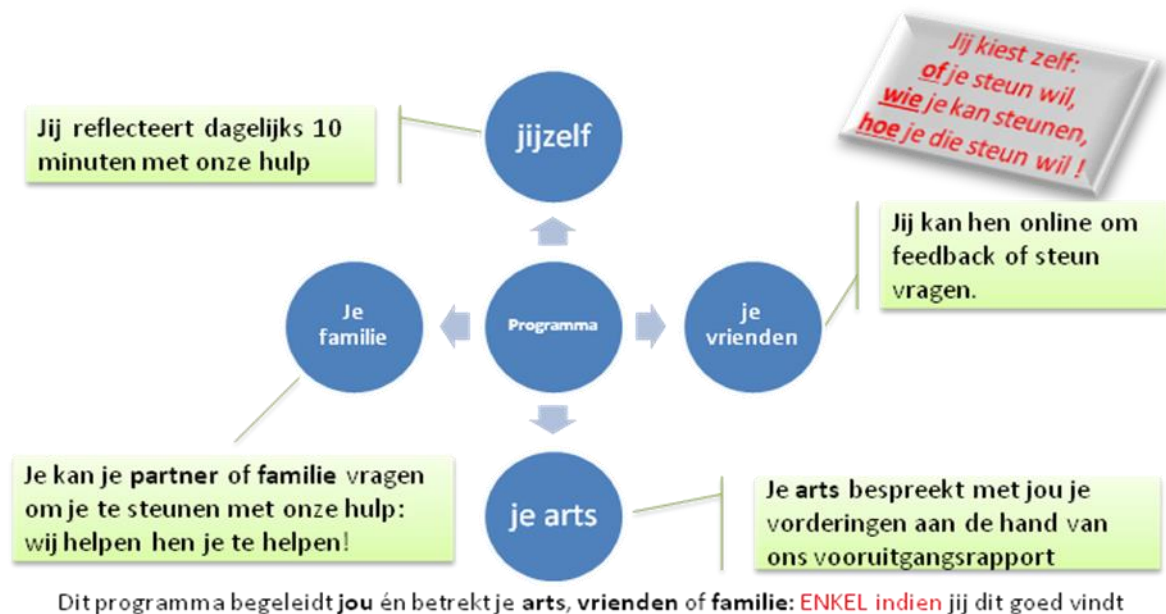 Jij kiest zelf:
of je steun wil,
wie je kan steunen,
hoe je die steun wil !
Jij reflecteert dagelijks 10
minuten met onze hulp
jijzelf
Jij kan hen online om
feedback of steun
vragen.
Je
familie
Programma
je
vrienden
Je kan je partner of familie vragen
om je te steunen met onze hulp:
wij helpen hen je te helpen!
je arts
Je arts bespreekt met jou je
vorderingen aan de hand van
ons vooruitgangsrapport
Dit programma begeleidt jou én betrekt je arts, vrienden of familie: ENKEL indien jij dit goed vindt